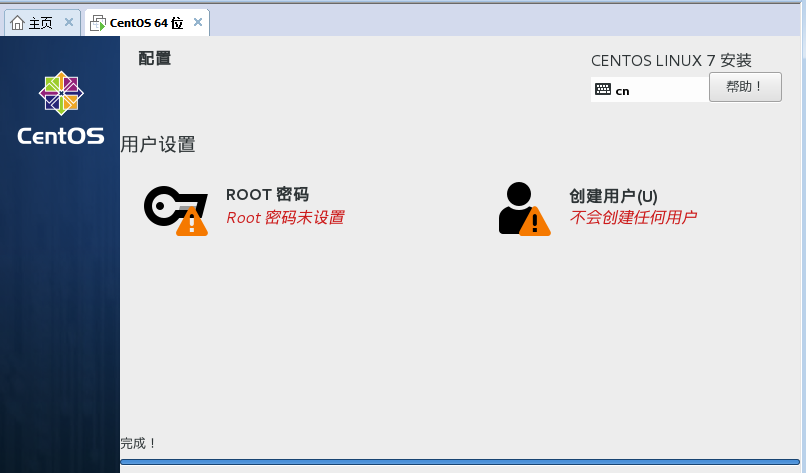 主页
CentOS 64 位
配置
CENTOS LINUX 7 安装
cn
帮助！
CentOS
用户设置
ROOT 密码
Root 密码未设置
创建用户(U)
不会创建任何用户
完成！